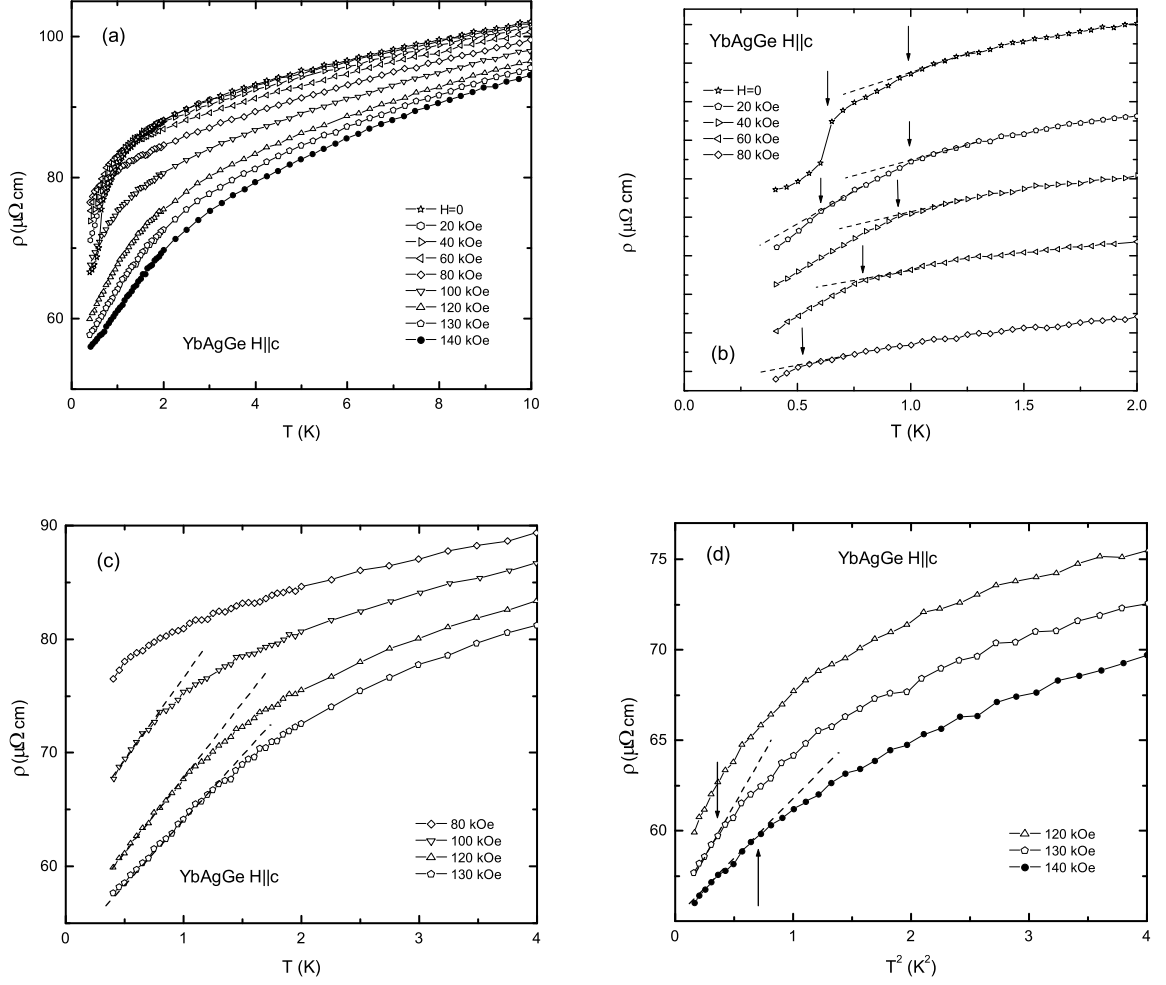 (a)
100
80
60
ρ (μΩ cm)
H=0
20 kOe
40 kOe
60 kOe
80 kOe
100 kOe
120 kOe
130 kOe
140 kOe
YbAgGe H||c
0 2 4 6 8 10
T (K)
YbAgGe H||c
H=0
20 kOe
40 kOe
60 kOe
80 kOe
ρ (μΩ cm)
(b)
0.0 0.5 1.0 1.5 2.0
T (K)
(c)
90
80
70
60
ρ (μΩ cm)
80 kOe
100 kOe
120 kOe
130 kOe
YbAgGe H||c
0 1 2 3 4
T (K)
(d)
YbAgGe H||c
75
70
65
60
ρ (μΩ cm)
120 kOe
130 kOe
140 kOe
0 1 2 3 4
T² (K²)